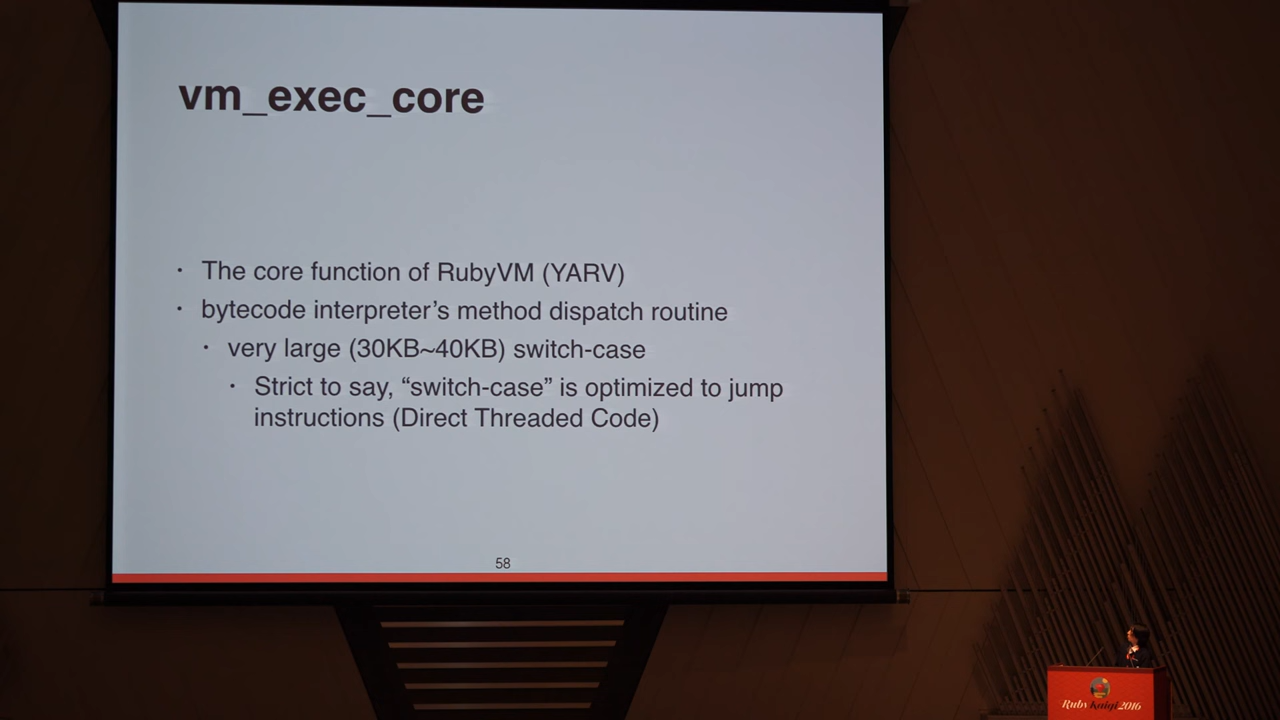 vm_exec_core
· The core function of RubyVM (YARV)
· bytecode interpreter’s method dispatch routine
· very large (30KB~40KB) switch-case
· Strict to say, “switch-case” is optimized to jump
instructions (Direct Threaded Code)
58
RubyKaigi 2016